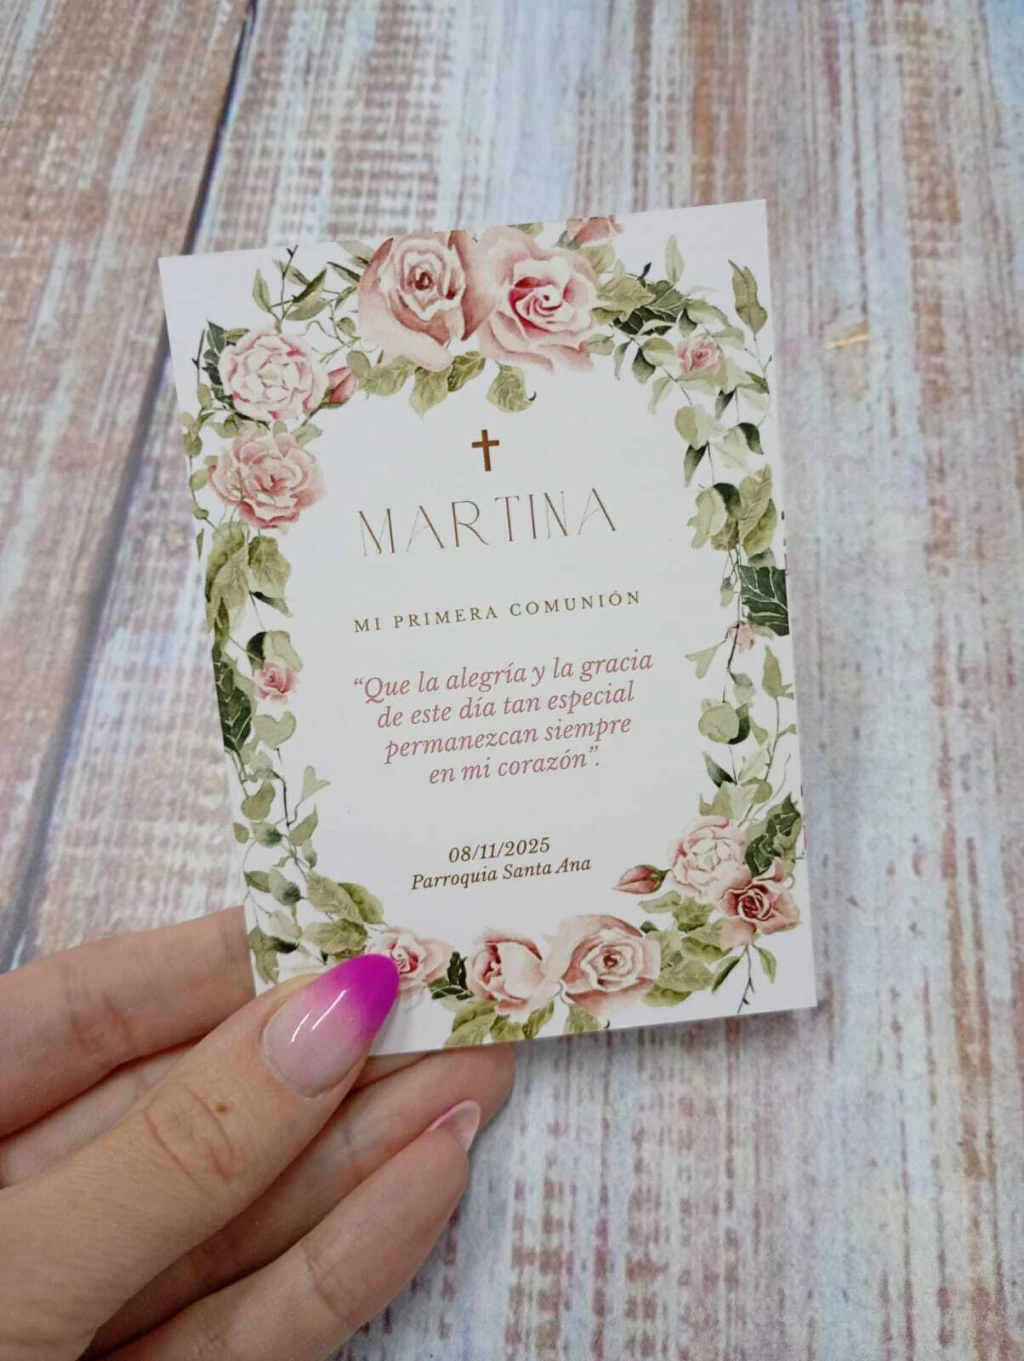 MARTINA
MI PRIMERA COMUNIÓN
“Que la alegría y la gracia
de este día tan especial
permanezcan siempre
en mi corazón”.
08/11/2025
Parroquia Santa Ana